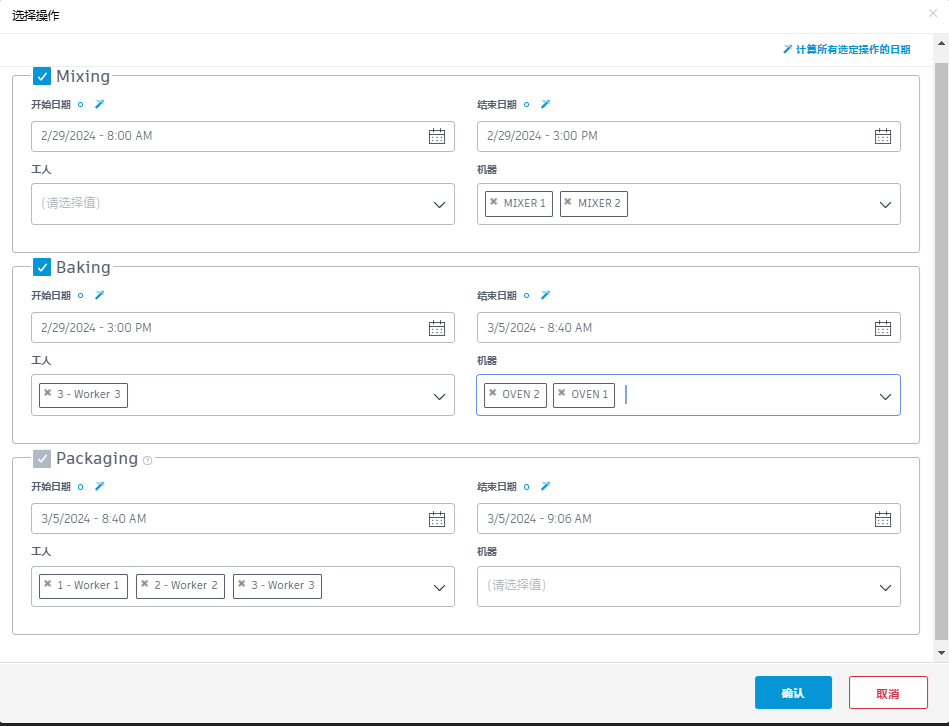 选择操作
计算所有选定操作的日期
Mixing
开始日期 结束日期
2/29/2024 - 8:00 AM 2/29/2024 - 3:00 PM
工人 机器
(请选择值) MIXER 1 MIXER 2
Baking
开始日期 结束日期
2/29/2024 - 3:00 PM 3/5/2024 - 8:40 AM
工人 机器
3 - Worker 3 OVEN 2 OVEN 1
Packaging
开始日期 结束日期
3/5/2024 - 8:40 AM 3/5/2024 - 9:06 AM
工人 机器
1 - Worker 1 2 - Worker 2 3 - Worker 3 (请选择值)
确认 取消